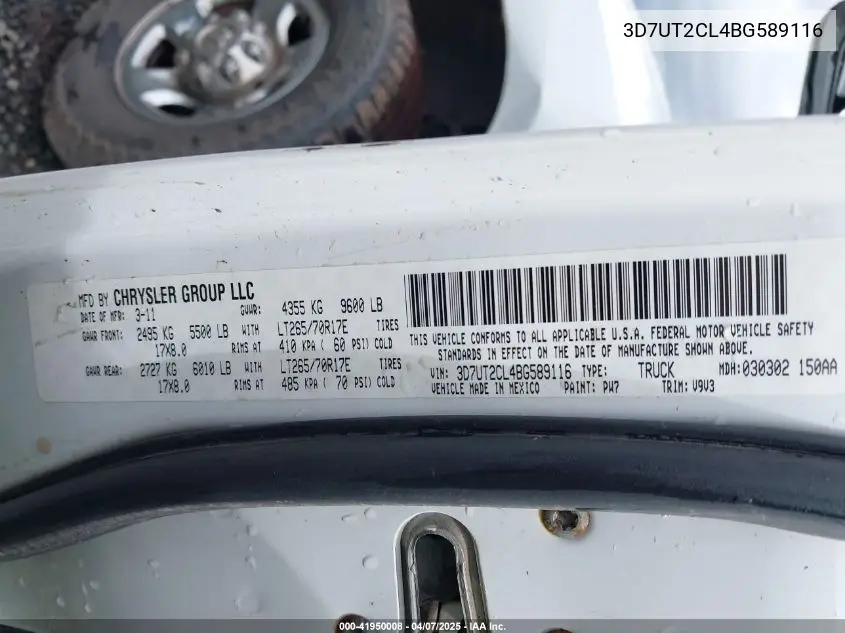 3D7UT2CL4BG589116
MFD BY CHRYSLER GROUP LLC
DATE OF MFR: 3-11 GVWR: 4355 KG 9600 LB
GAWR FRONT: 2495 KG 5500 LB WITH LT265/70R17E TIRES
17X8.0 RIMS AT 410 KPA ( 60 PSI) COLD
GAWR REAR: 2727 KG 6010 LB WITH LT265/70R17E TIRES
17X8.0 RIMS AT 485 KPA ( 70 PSI) COLD
THIS VEHICLE CONFORMS TO ALL APPLICABLE U.S.A. FEDERAL MOTOR VEHICLE SAFETY
STANDARDS IN EFFECT ON THE DATE OF MANUFACTURE SHOWN ABOVE.
VIN: 3D7UT2CL4BG589116 TYPE: TRUCK MDH: 030302 150AA
VEHICLE MADE IN MEXICO PAINT: PW7 TRIM: V9V3
000-41950008 - 04/07/2025 - IAA Inc.